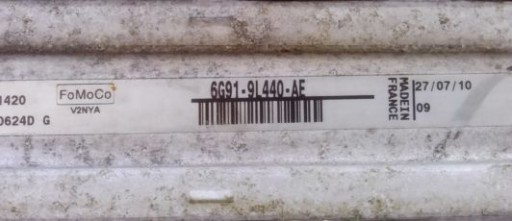 1420
0624D G
FoMoCo
V2NYA
6G91-9L440-AE
MADE IN
FRANCE
27/07/10
09